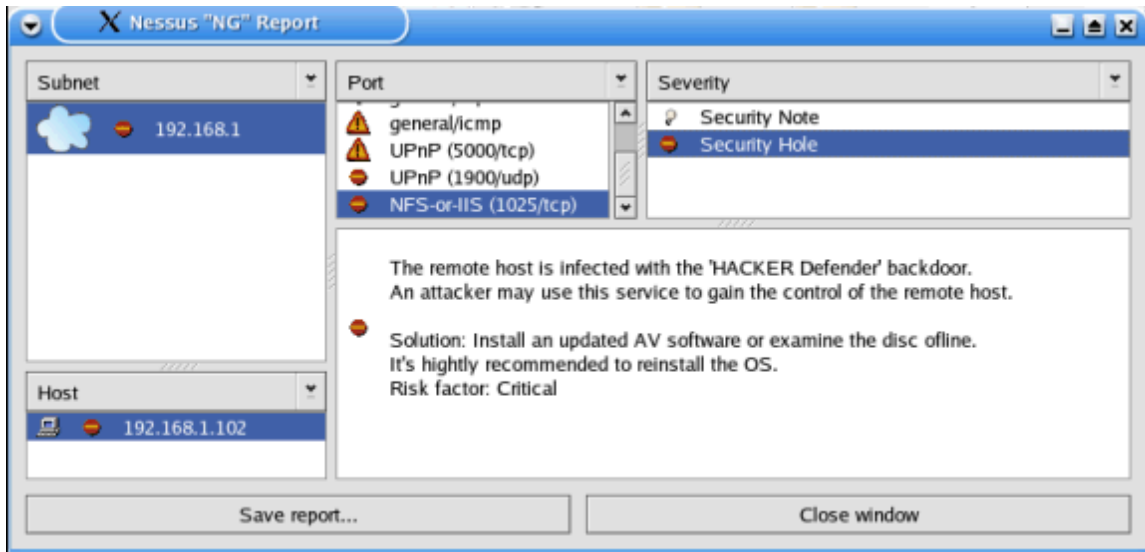 Nessus "NG" Report
Subnet
192.168.1
Port
general/icmp
UPnP (5000/tcp)
UPnP (1900/udp)
NFS-or-IIS (1025/tcp)
Severity
Security Note
Security Hole
The remote host is infected with the 'HACKER Defender' backdoor.
An attacker may use this service to gain the control of the remote host.
Solution: Install an updated AV software or examine the disc ofline.
It's hightly recommended to reinstall the OS.
Risk factor: Critical
Host
192.168.1.102
Save report...
Close window